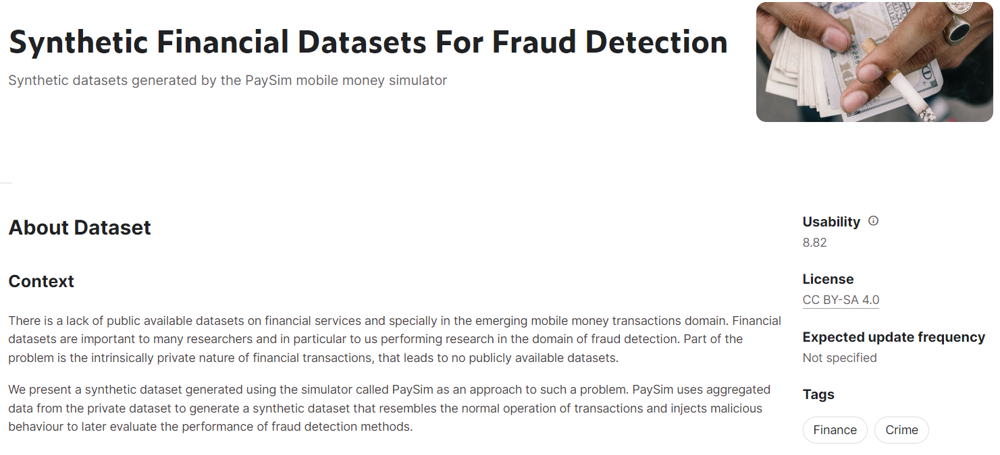 Synthetic Financial Datasets For Fraud Detection
Synthetic datasets generated by the PaySim mobile money simulator
About Dataset
Context
There is a lack of public available datasets on financial services and specially in the emerging mobile money transactions domain. Financial
datasets are important to many researchers and in particular to us performing research in the domain of fraud detection. Part of the
problem is the intrinsically private nature of financial transactions, that leads to no publicly available datasets.
We present a synthetic dataset generated using the simulator called PaySim as an approach to such a problem. PaySim uses aggregated
data from the private dataset to generate a synthetic dataset that resembles the normal operation of transactions and injects malicious
behaviour to later evaluate the performance of fraud detection methods.
Usability
8.82
License
CC BY-SA 4.0
Expected update frequency
Not specified
Tags
Finance
Crime